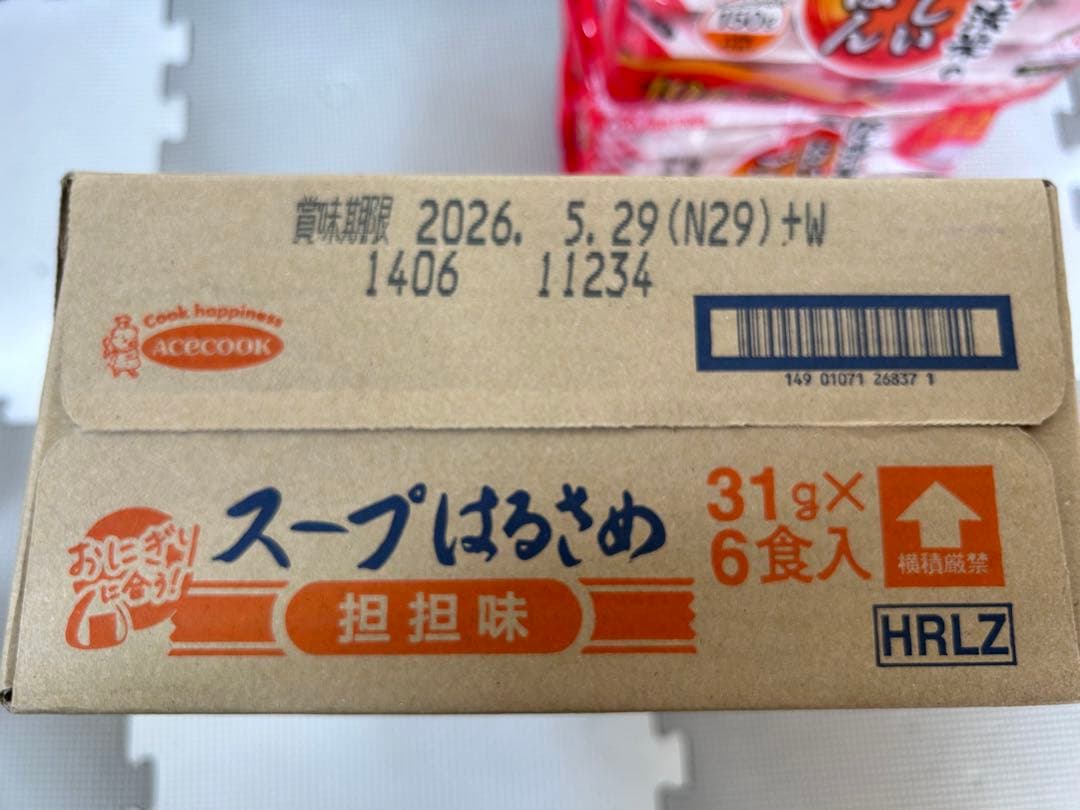 賞味期限 2026. 5.29(N29)+W
1406 11234
Cook happiness
Acecook
149 01071 26837 1
おにぎり
に合う!!
スープはるさめ
担担味
31g×
6食入
横積厳禁
HRLZ